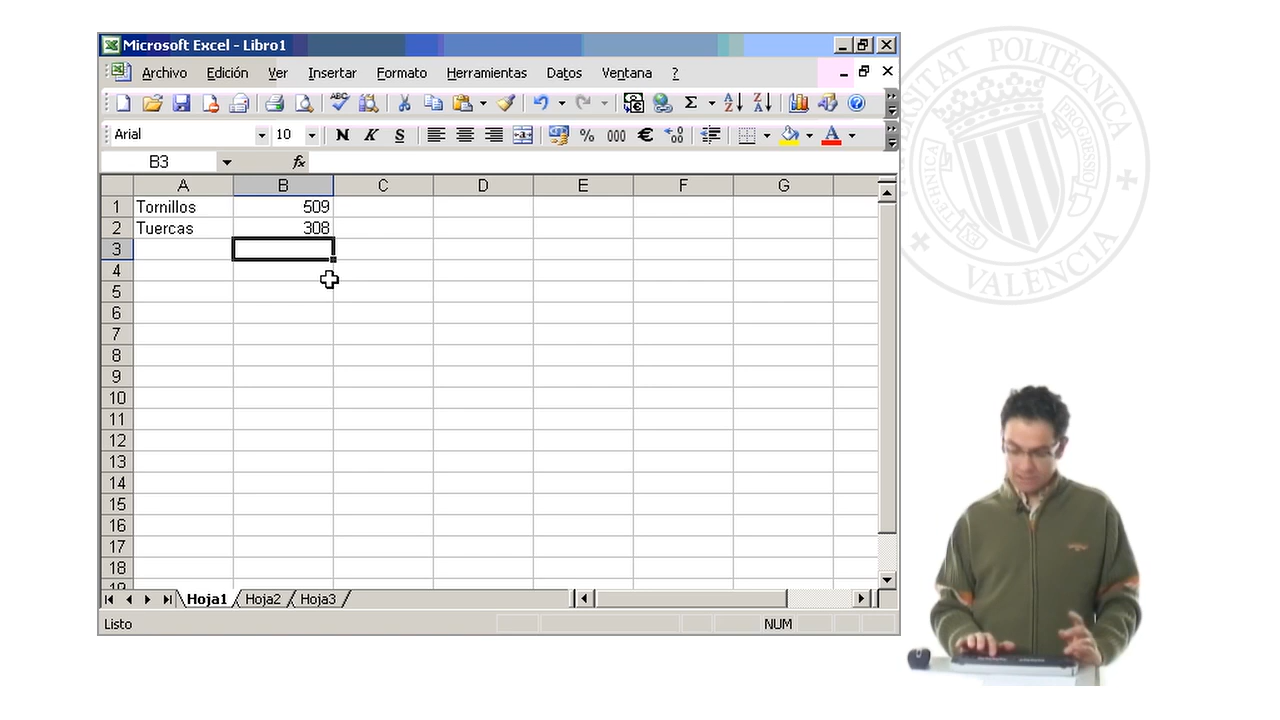 Microsoft Excel - Libro1
Archivo Edición Ver Insertar Formato Herramientas Datos Ventana ?
Arial 10 N K S % 000 €
B3 fx
A B C D E F G
1 Tornillos 509
2 Tuercas 308
3
4
5
6
7
8
9
10
11
12
13
14
15
16
17
18
19
Hoja1 Hoja2 Hoja3
Listo NUM
UNIVERSITAT POLITÈCNICA
DE VALÈNCIA